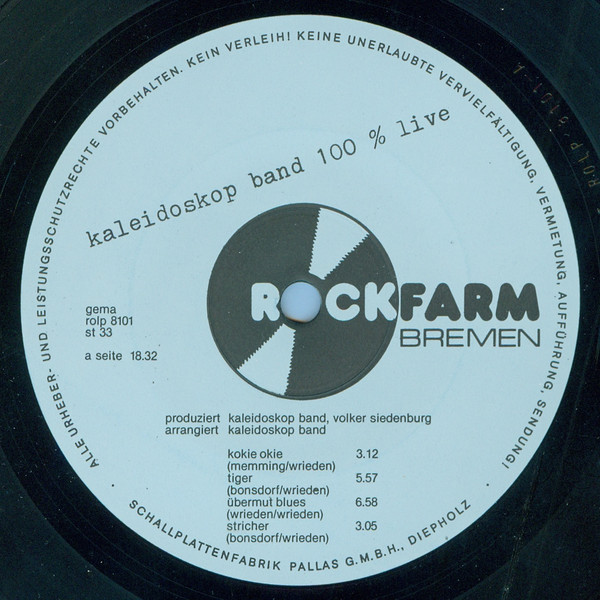 ALLE URHEBER- UND LEISTUNGSSCHUTZRECHTE VORBEHALTEN. KEIN VERLEIH! KEINE UNERLAUBTE VERVIELFÄLTIGUNG, VERMIETUNG, AUFFÜHRUNG, SENDUNG!
kaleidoskop band 100 % live
ROCKFARM
BREMEN
gema
rolp 8101
st 33
a seite 18.32
produziert kaleidoskop band, volker siedenburg
arrangiert kaleidoskop band
kokie okie 3.12
(memming/wrieden)
tiger 5.57
(bonsdorf/wrieden)
übermut blues 6.58
(wrieden/wrieden)
stricher 3.05
(bonsdorf/wrieden)
• SCHALLPLATTENFABRIK PALLAS G.M.B.H., DIEPHOLZ •
ROLP 8101 A